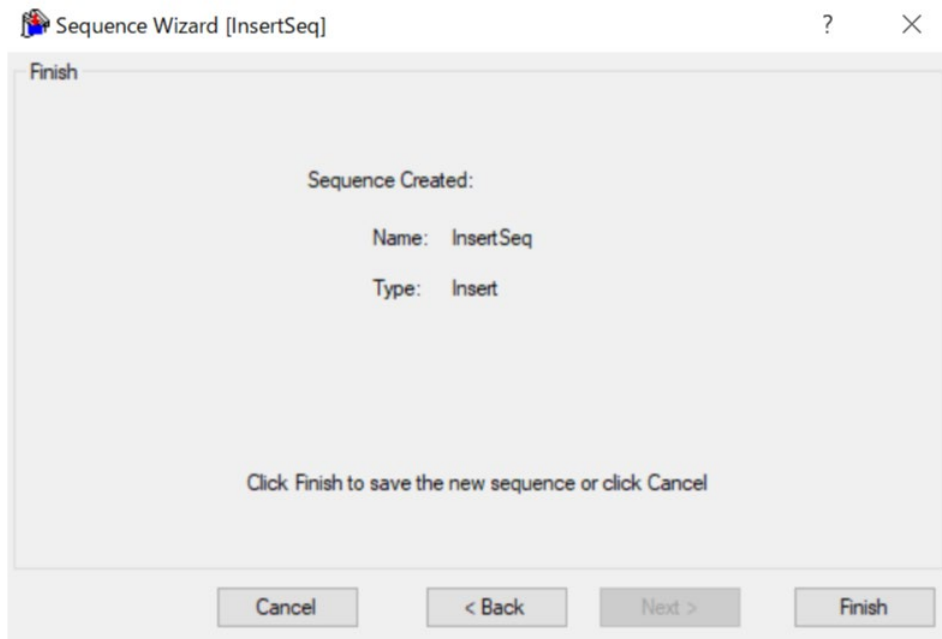 Sequence Wizard [InsertSeq]
?
Finish
Sequence Created:
Name: InsertSeq
Type: Insert
Click Finish to save the new sequence or click Cancel
Cancel
< Back
Next >
Finish